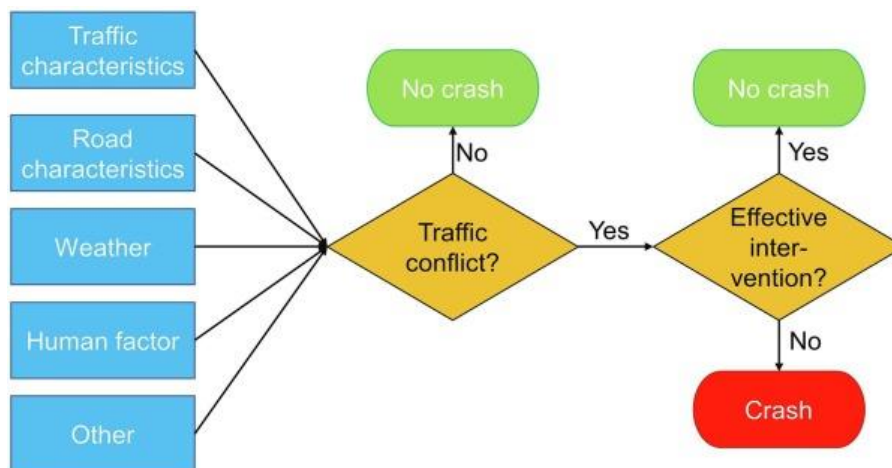 Traffic
characteristics
Road
characteristics
Weather
Human factor
Other
No crash
No
Traffic
conflict?
Yes
No crash
Yes
Effective
inter-
vention?
No
Crash